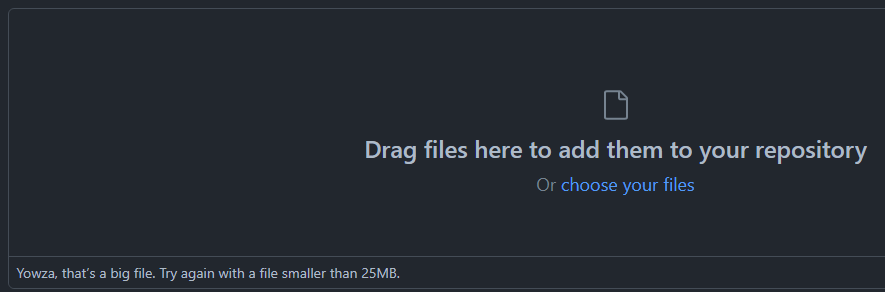 Drag files here to add them to your repository
Or choose your files
Yowza, that’s a big file. Try again with a file smaller than 25MB.